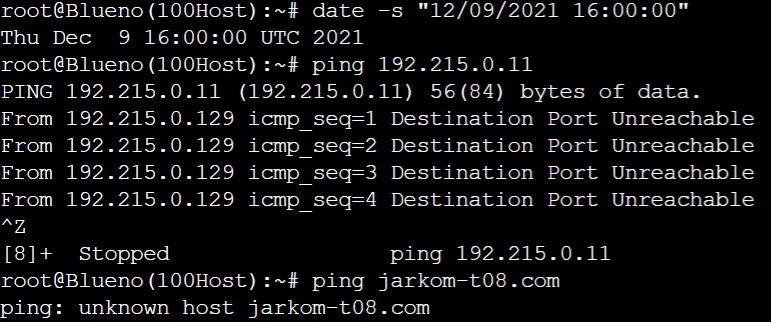 root@Blueno(100Host):~# date -s "12/09/2021 16:00:00"
Thu Dec  9 16:00:00 UTC 2021
root@Blueno(100Host):~# ping 192.215.0.11
PING 192.215.0.11 (192.215.0.11) 56(84) bytes of data.
From 192.215.0.129 icmp_seq=1 Destination Port Unreachable
From 192.215.0.129 icmp_seq=2 Destination Port Unreachable
From 192.215.0.129 icmp_seq=3 Destination Port Unreachable
From 192.215.0.129 icmp_seq=4 Destination Port Unreachable
^Z
[8]+  Stopped                 ping 192.215.0.11
root@Blueno(100Host):~# ping jarkom-t08.com
ping: unknown host jarkom-t08.com